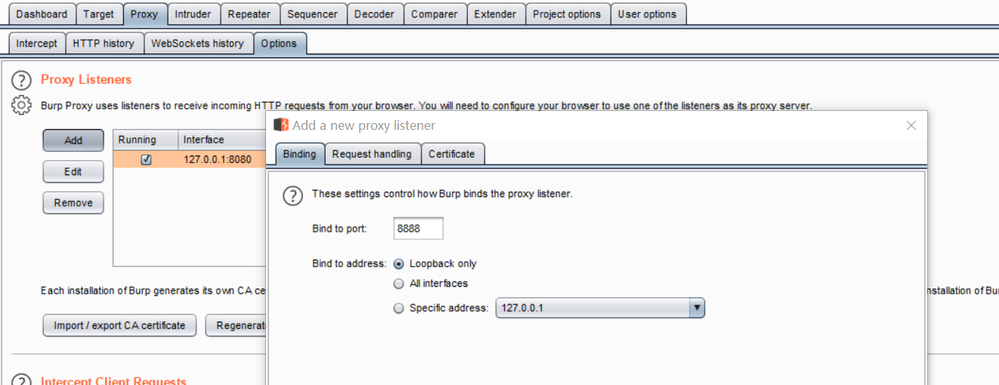 Dashboard Target Proxy Intruder Repeater Sequencer Decoder Comparer Extender Project options User options
Intercept HTTP history WebSockets history Options
? Proxy Listeners
Burp Proxy uses listeners to receive incoming HTTP requests from your browser. You will need to configure your browser to use one of the listeners as its proxy server.
Add a new proxy listener
Add Running Interface
127.0.0.1:8080
Edit
Remove
Binding Request handling Certificate
? These settings control how Burp binds the proxy listener.
Bind to port: 8888
Bind to address: Loopback only
All interfaces
Specific address: 127.0.0.1
Each installation of Burp generates its own CA ce
nstallation of Bu
Import / export CA certificate Regenerat
? Intercept Client Requests